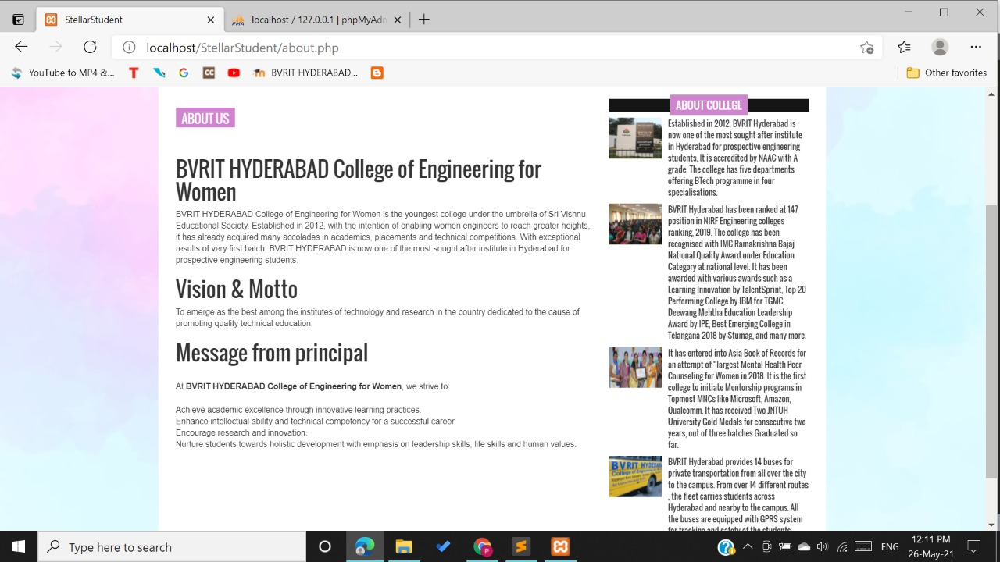 StellarStudent
127.0.0.1 | phpMyAdn
localhost/StellarStudent/about.php
YouTube to MP4 &...
BVRIT HYDERABAD...
Other favorites
ABOUT US
BVRIT HYDERABAD College of Engineering for
Women
BVRIT HYDERABAD College of Engineering for Women is the youngest college under the umbrella of Sri Vishnu
Educational Society, Established in 2012, with the intention of enabling women engineers to reach greater heights,
it has already acquired many accolades in academics, placements and technical competitions. With exceptional
results of very first batch, BVRIT HYDERABAD is now one of the most sought after institute in Hyderabad for
prospective engineering students.
Vision & Motto
To emerge as the best among the institutes of technology and research in the country dedicated to the cause of
promoting quality technical education.
Message from principal
At BVRIT HYDERABAD College of Engineering for Women, we strive to:
Achieve academic excellence through innovative learning practices.
Enhance intellectual ability and technical competency for a successful career.
Encourage research and innovation.
Nurture students towards holistic development with emphasis on leadership skills, life skills and human values.
ABOUT COLLEGE
Established in 2012, BVRIT Hyderabad is
now one of the most sought after institute
in Hyderabad for prospective engineering
students. It is accredited by NAAC with A
grade. The college has five departments
offering BTech programme in four
specialisations.
BVRIT Hyderabad has been ranked at 147
position in NIRF Engineering colleges
ranking, 2019. The college has been
recognised with IMC Ramakrishna Bajaj
National Quality Award under Education
Category at national level. It has been
awarded with various awards such as a
Learning Innovation by TalentSprint, Top 20
Performing College by IBM for TGMC,
Deewang Mehtha Education Leadership
Award by IPE, Best Emerging College in
Telangana 2018 by Stumag, and many more.
It has entered into Asia Book of Records for
an attempt of "largest Mental Health Peer
Counseling for Women in 2018. It is the first
college to initiate Mentorship programs in
Topmost MNCs like Microsoft, Amazon,
Qualcomm. It has received Two JNTUH
University Gold Medals for consecutive two
years, out of three batches Graduated so
far.
BVRIT HYDERA
College of Engineering
BVRIT Hyderabad provides 14 buses for
private transportation from all over the city
to the campus. From over 14 different routes
, the fleet carries students across
Hyderabad and nearby to the campus. All
the buses are equipped with GPRS system
for tracking and safety of the students
Type here to search
ENG
12:11 PM
26-May-21